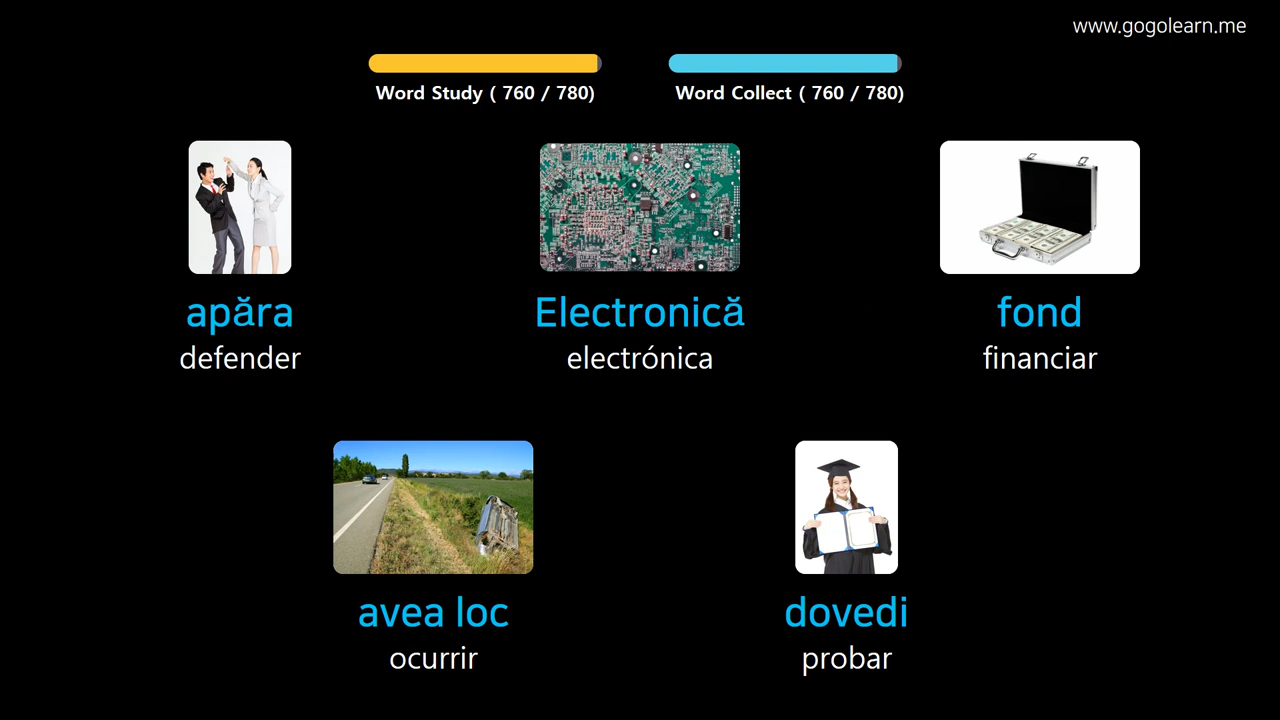 www.gogolearn.me
Word Study ( 760 / 780)
Word Collect ( 760 / 780)
apăra
defender
Electronică
electrónica
fond
financiar
avea loc
ocurrir
dovedi
probar